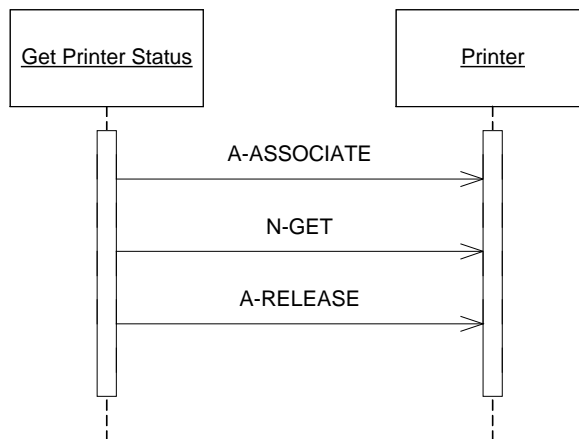 Get Printer Status
Printer
A-ASSOCIATE
N-GET
A-RELEASE